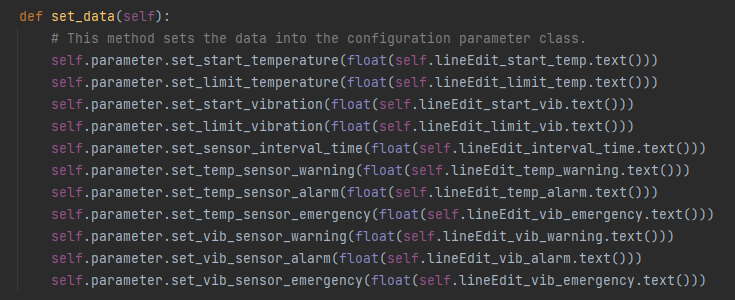 def set_data(self):
# This method sets the data into the configuration parameter class.
self.parameter.set_start_temperature(float(self.lineEdit_start_temp.text()))
self.parameter.set_limit_temperature(float(self.lineEdit_limit_temp.text()))
self.parameter.set_start_vibration(float(self.lineEdit_start_vib.text()))
self.parameter.set_limit_vibration(float(self.lineEdit_limit_vib.text()))
self.parameter.set_sensor_interval_time(float(self.lineEdit_interval_time.text()))
self.parameter.set_temp_sensor_warning(float(self.lineEdit_temp_warning.text()))
self.parameter.set_temp_sensor_alarm(float(self.lineEdit_temp_alarm.text()))
self.parameter.set_temp_sensor_emergency(float(self.lineEdit_vib_emergency.text()))
self.parameter.set_vib_sensor_warning(float(self.lineEdit_vib_warning.text()))
self.parameter.set_vib_sensor_alarm(float(self.lineEdit_vib_alarm.text()))
self.parameter.set_vib_sensor_emergency(float(self.lineEdit_vib_emergency.text()))